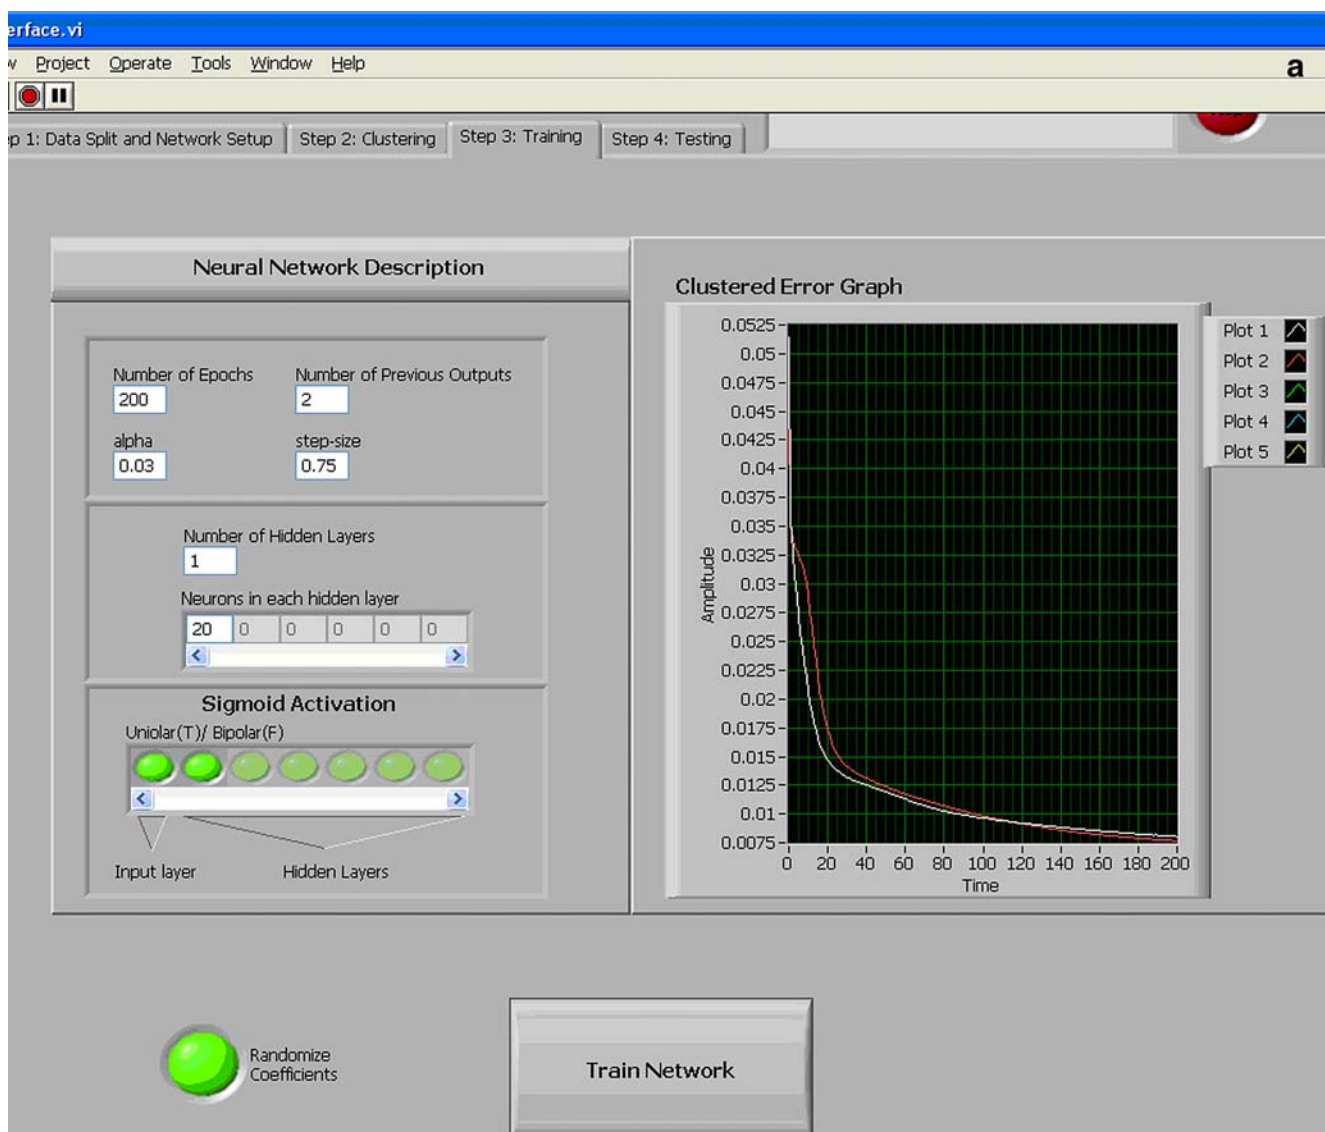 erface.vi
w Project Operate Tools Window Help
a
ep 1: Data Split and Network Setup Step 2: Clustering Step 3: Training Step 4: Testing
Neural Network Description
Number of Epochs Number of Previous Outputs
200 2
alpha step-size
0.03 0.75
Number of Hidden Layers
1
Neurons in each hidden layer
20 0 0 0 0 0
Sigmoid Activation
Uniolar(T)/ Bipolar(F)
Input layer Hidden Layers
Clustered Error Graph
0.0525
0.05
0.0475
0.045
0.0425
0.04
0.0375
0.035
0.0325
0.03
0.0275
0.025
0.0225
0.02
0.0175
0.015
0.0125
0.01
0.0075
Amplitude
0 20 40 60 80 100 120 140 160 180 200
Time
Plot 1
Plot 2
Plot 3
Plot 4
Plot 5
Randomize
Coefficients
Train Network